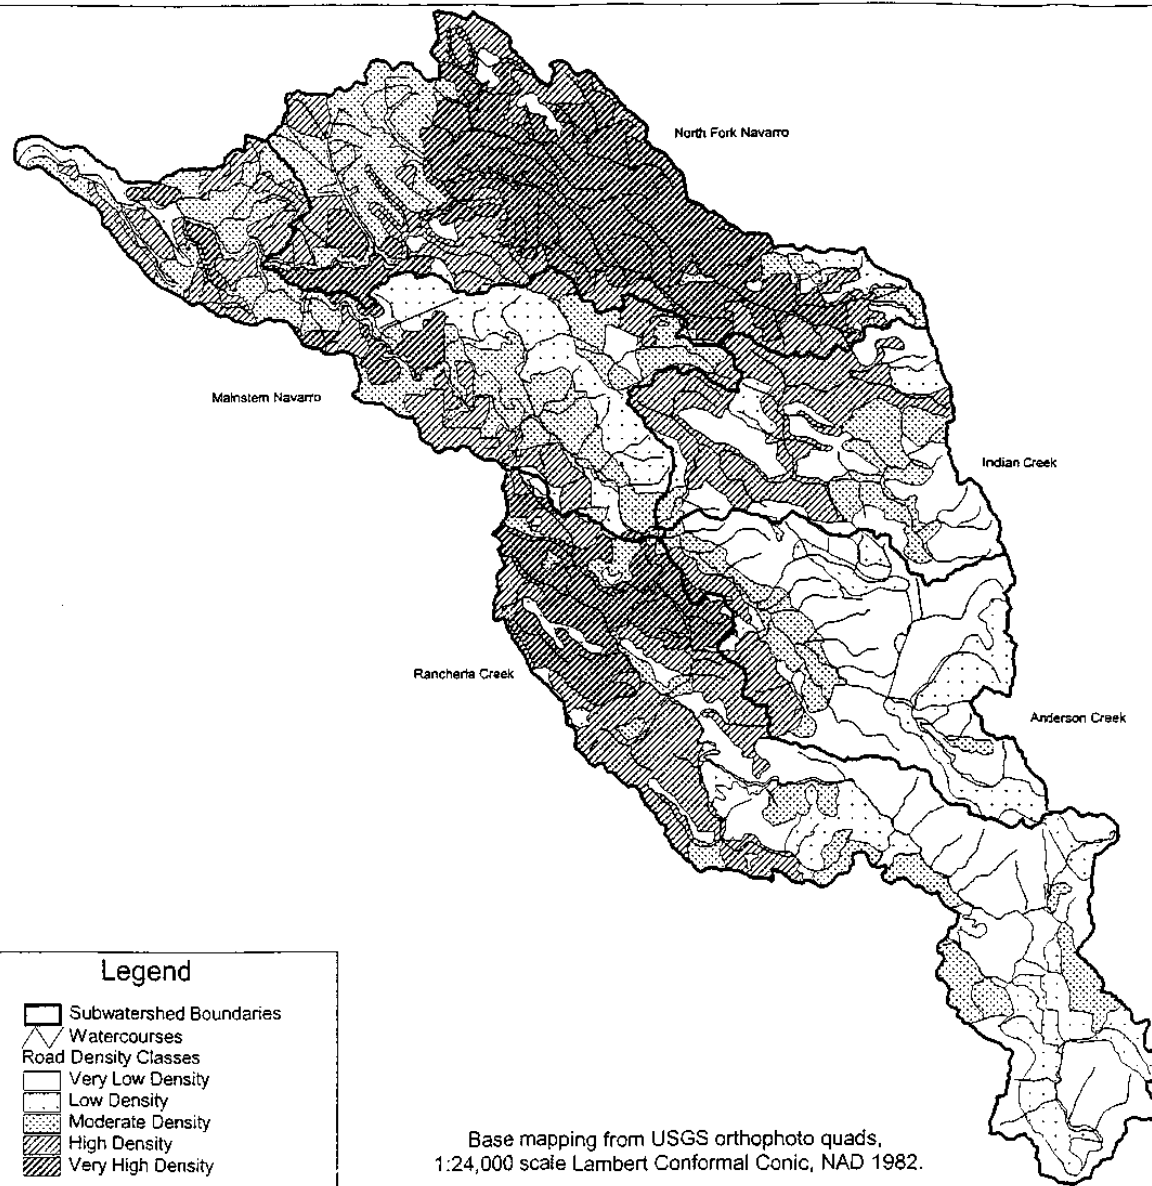 North Fork Navarro
Mainstem Navarro
Indian Creek
Rancheria Creek
Anderson Creek
Legend
Subwatershed Boundaries
Watercourses
Road Density Classes
Very Low Density
Low Density
Moderate Density
High Density
Very High Density
Base mapping from USGS orthophoto quads,
1:24,000 scale Lambert Conformal Conic, NAD 1982.